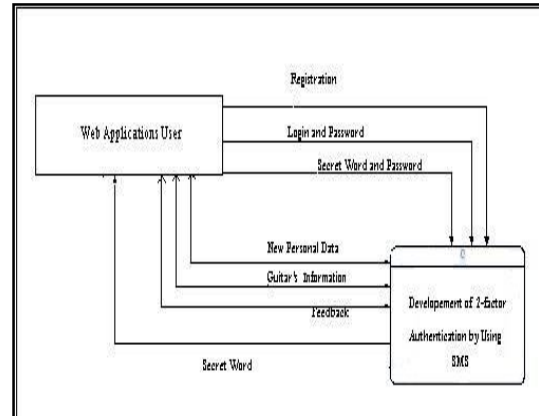 Registration
Web Applications User
Login and Password
Secret Word and Password
New Personal Data
0
Guitar's Information
Developement of 2-factor
Feedback
Authentication by Using
SMS
Secret Word